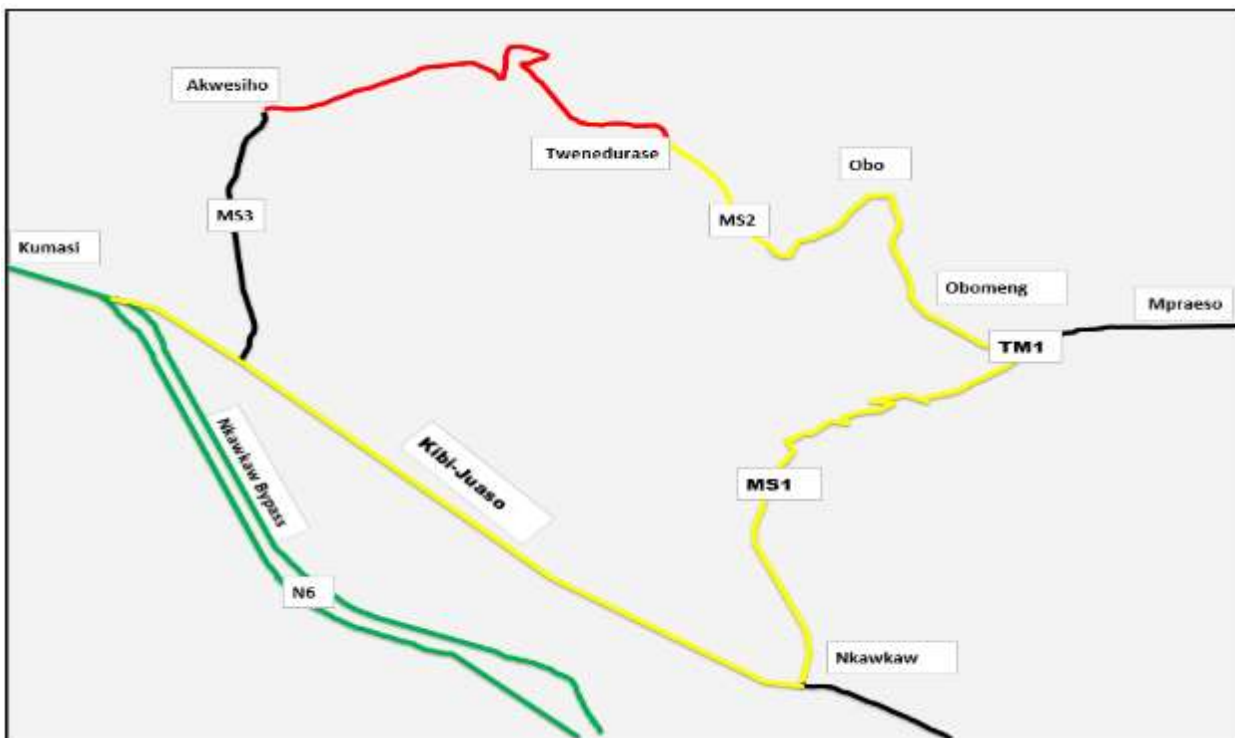 Akwesiho
Twenedurase
Obo
MS3
MS2
Kumasi
Obomeng
Mpraeso
TM1
Nkawkaw Bypass
Kibi-Juaso
MS1
N6
Nkawkaw